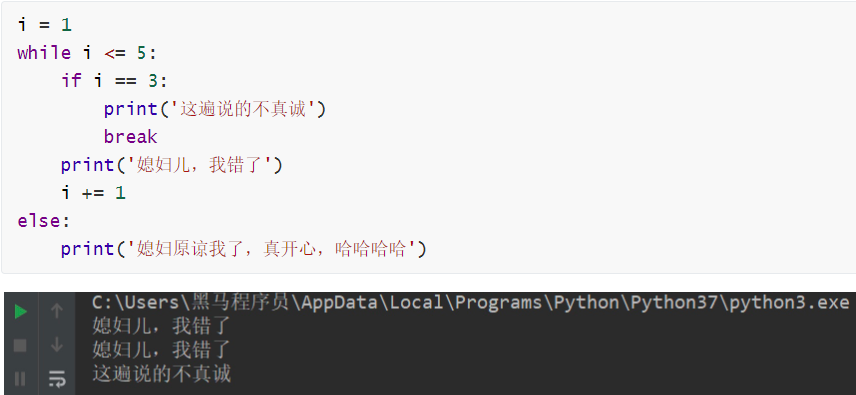 i = 1
while i <= 5:
    if i == 3:
        print('这遍说的不真诚')
        break
    print('媳妇儿，我错了')
    i += 1
else:
    print('媳妇原谅我了，真开心，哈哈哈哈')
C:\Users\黑马程序员\AppData\Local\Programs\Python\Python37\python3.exe
媳妇儿，我错了
媳妇儿，我错了
这遍说的不真诚